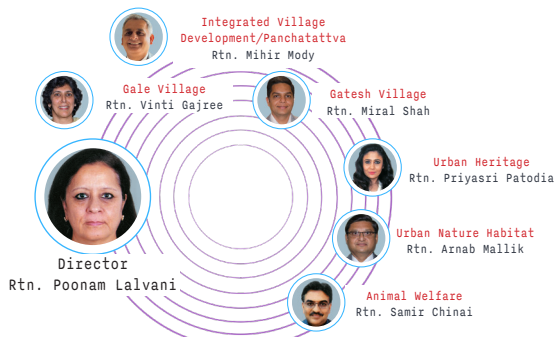 Integrated Village
Development/Panchatattva
Rtn. Mihir Mody
Gale Village
Rtn. Vinti Gajree
Gatesh Village
Rtn. Miral Shah
Urban Heritage
Rtn. Priyasri Patodia
Urban Nature Habitat
Rtn. Arnab Mallik
Director
Rtn. Poonam Lalvani
Animal Welfare
Rtn. Samir Chinai